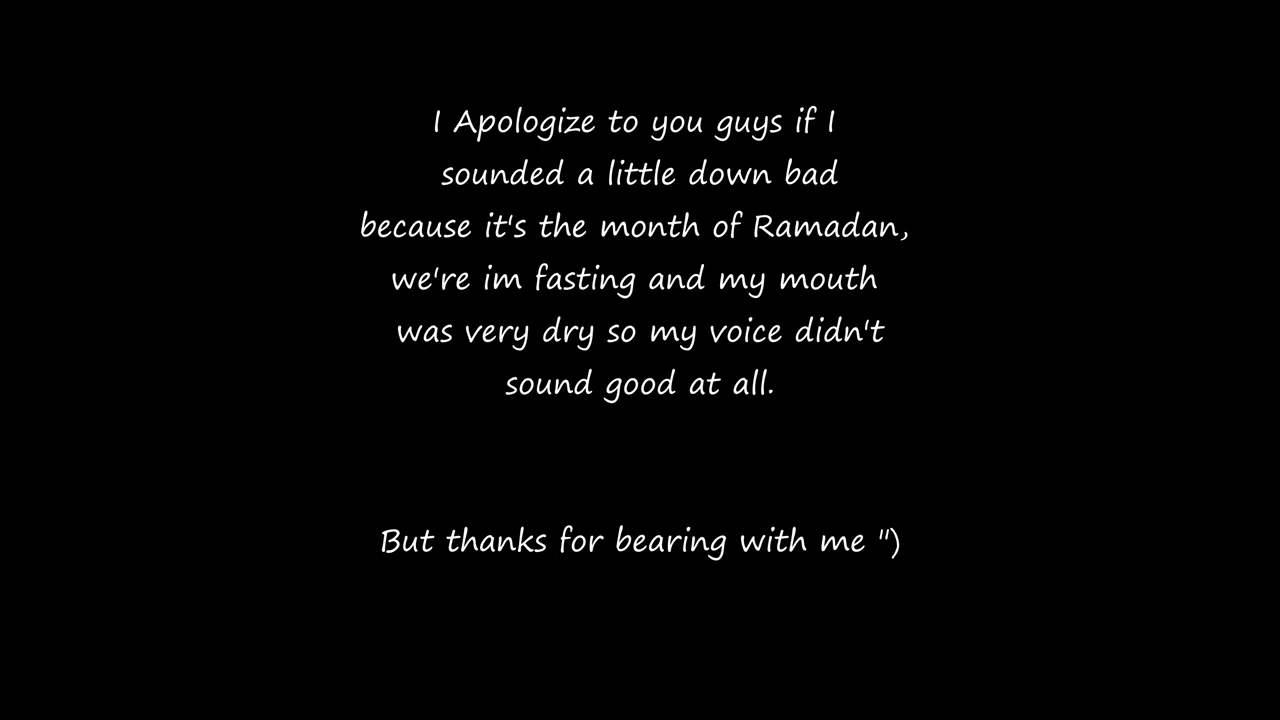 I Apologize to you guys if I
sounded a little down bad
because it's the month of Ramadan,
we're im fasting and my mouth
was very dry so my voice didn't
sound good at all.
But thanks for bearing with me ")